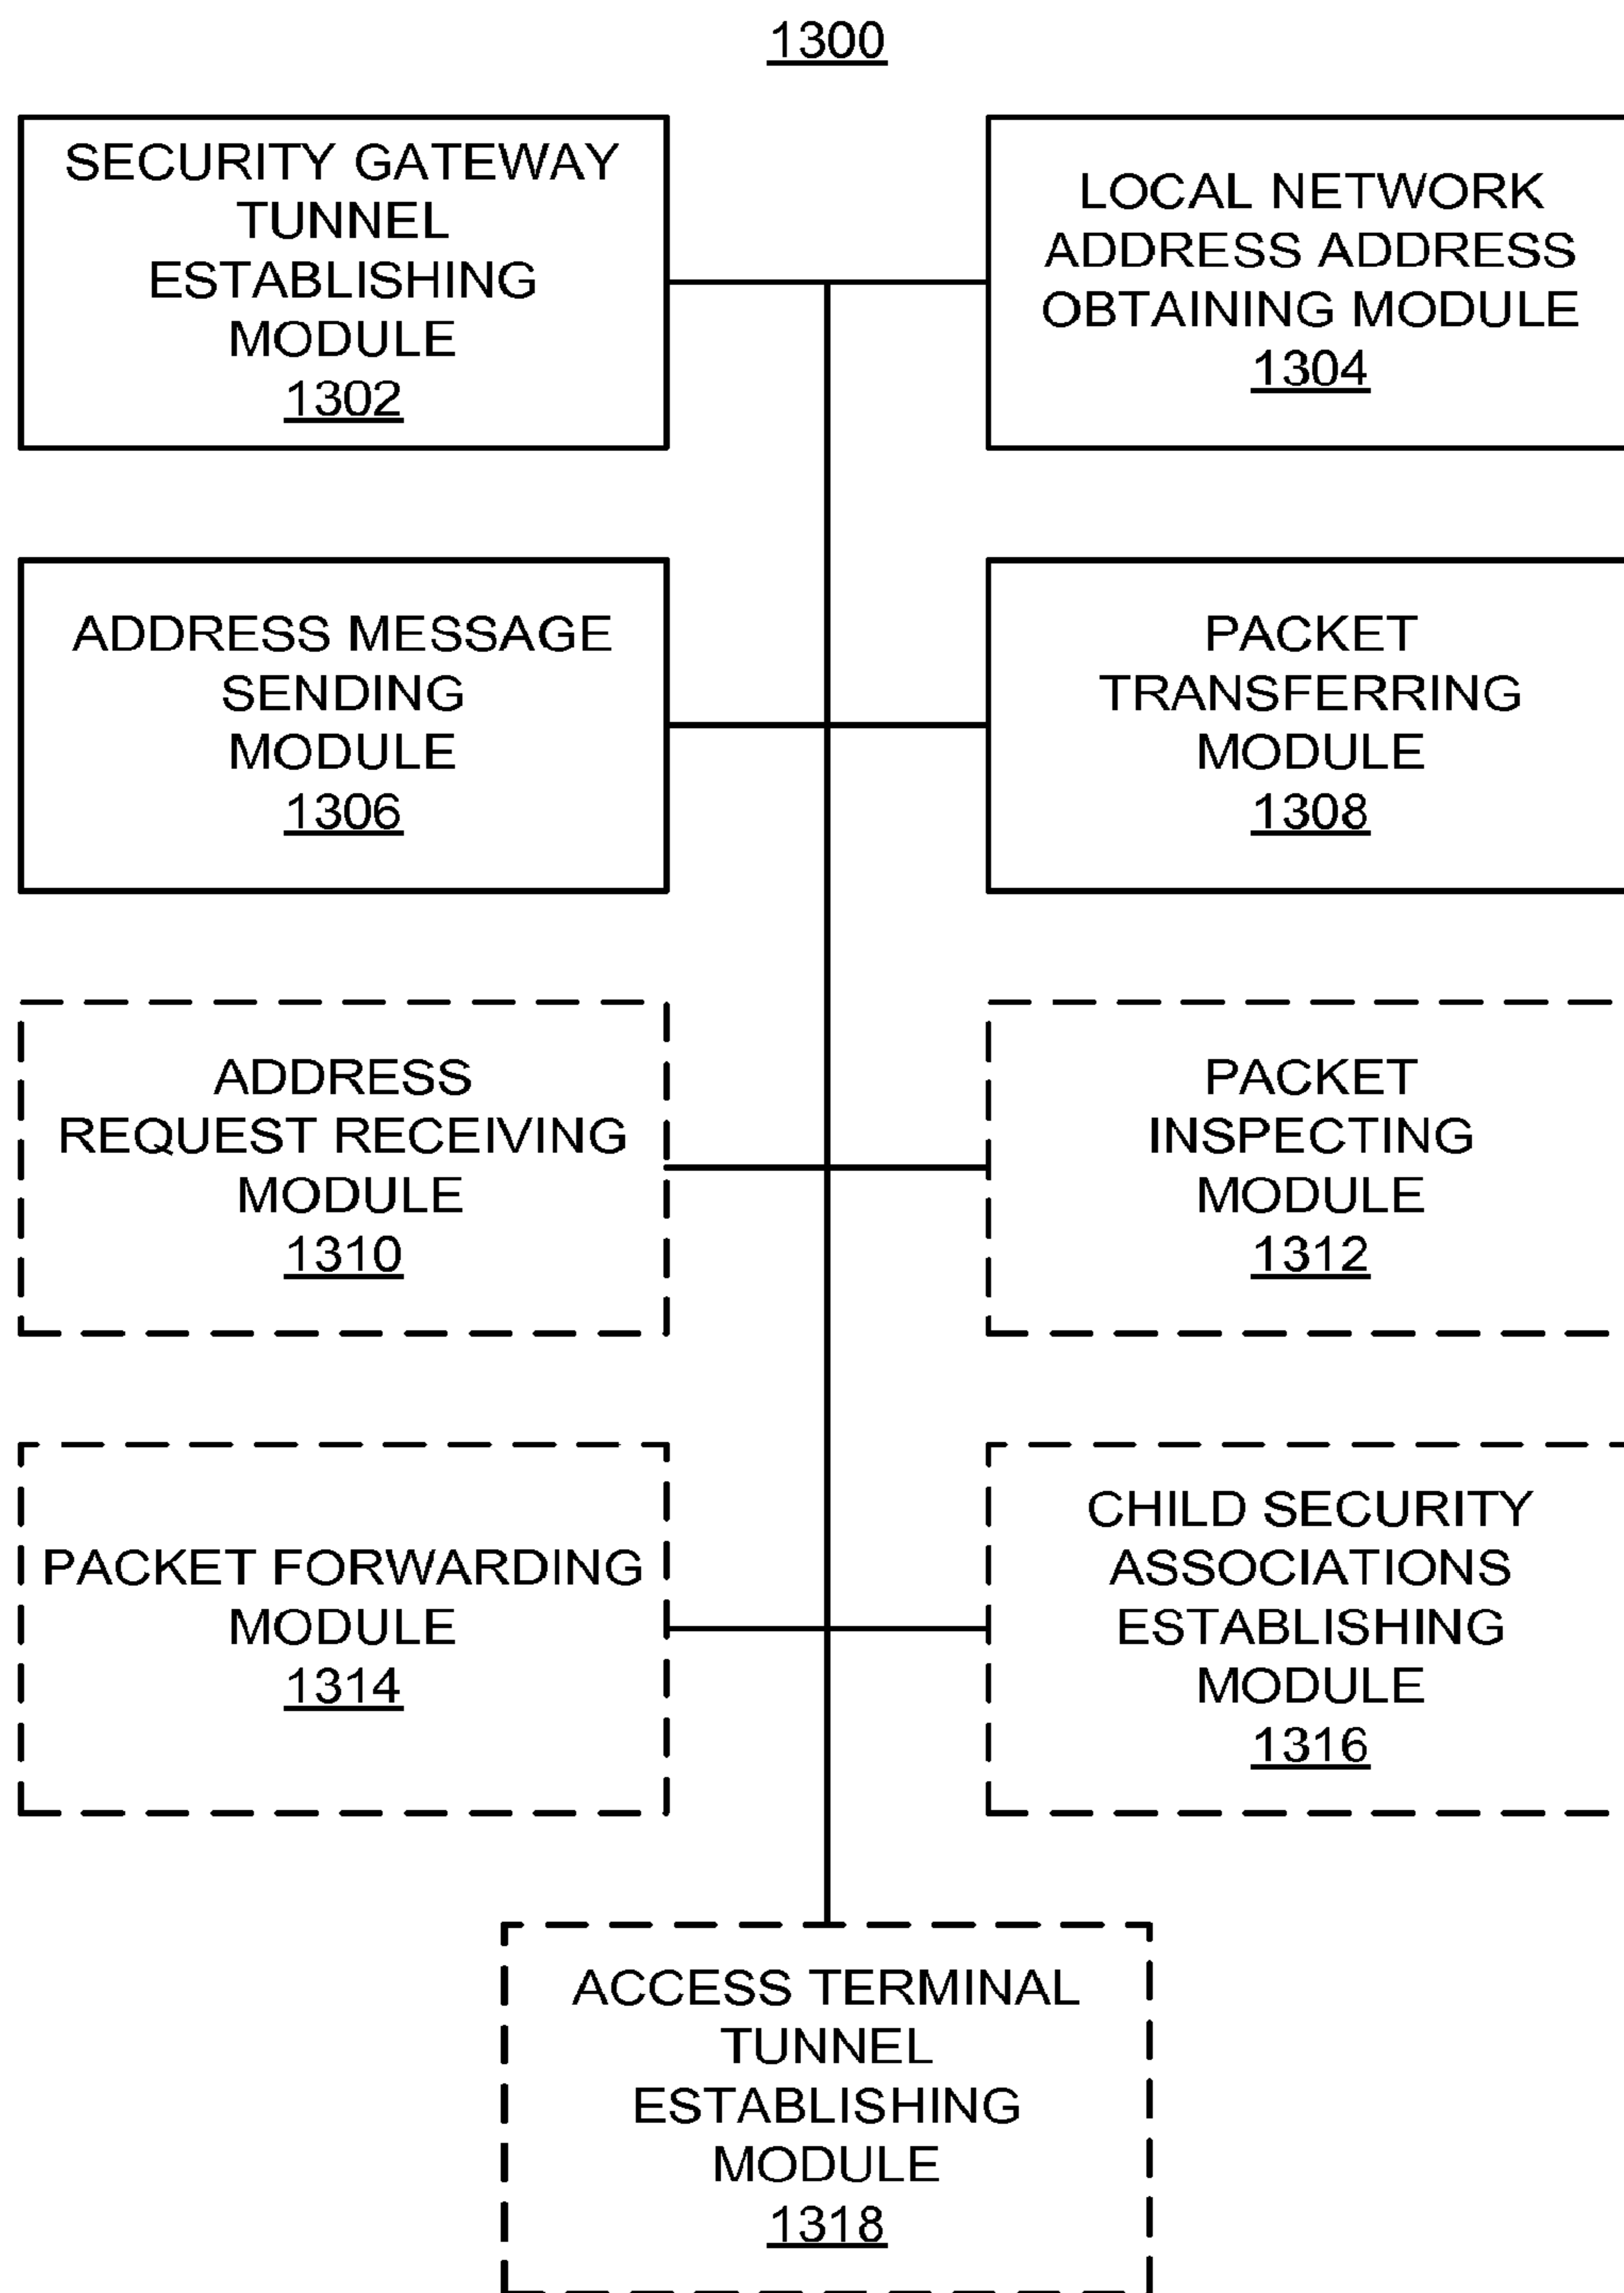 1300
SECURITY GATEWAY
TUNNEL
ESTABLISHING
MODULE
1302
LOCAL NETWORK
ADDRESS ADDRESS
OBTAINING MODULE
1304
ADDRESS MESSAGE
SENDING
MODULE
1306
PACKET
TRANSFERRING
MODULE
1308
ADDRESS
REQUEST RECEIVING
MODULE
1310
PACKET
INSPECTING
MODULE
1312
PACKET FORWARDING
MODULE
1314
CHILD SECURITY
ASSOCIATIONS
ESTABLISHING
MODULE
1316
ACCESS TERMINAL
TUNNEL
ESTABLISHING
MODULE
1318